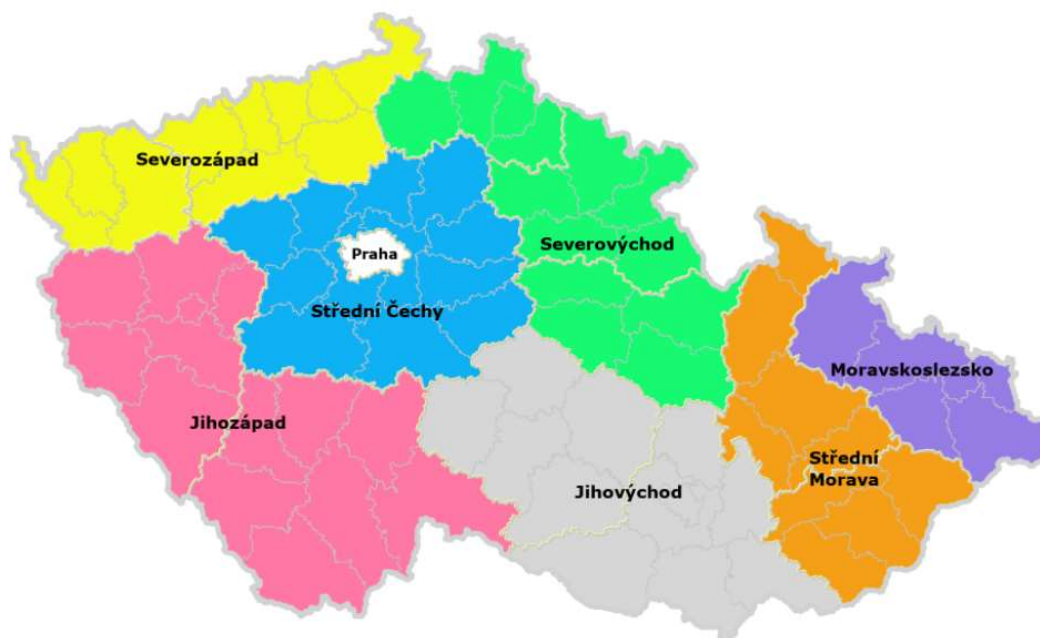 Severozápad
Praha
Severovýchod
Střední Čechy
Moravskoslezsko
Jihozápad
Střední
Morava
Jihovýchod